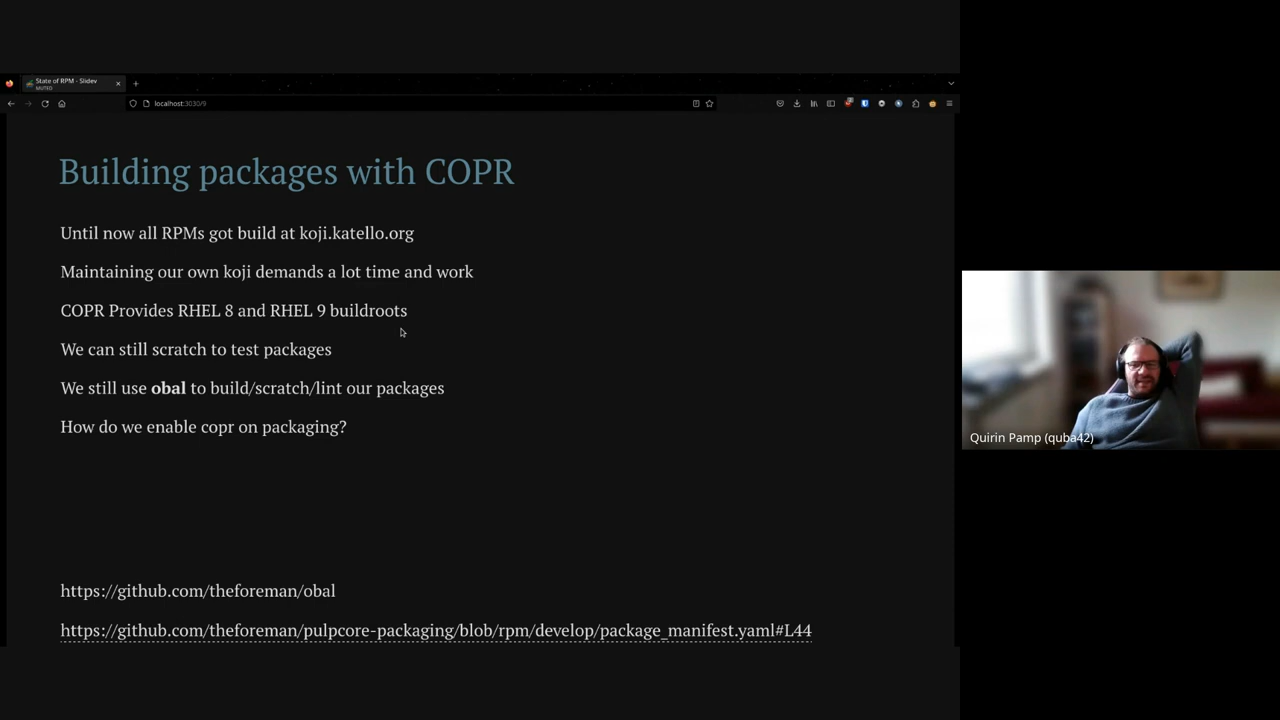 State of RPM - Slidev
MUTED
localhost:3030/9
Building packages with COPR
Until now all RPMs got build at koji.katello.org
Maintaining our own koji demands a lot time and work
COPR Provides RHEL 8 and RHEL 9 buildroots
We can still scratch to test packages
We still use obal to build/scratch/lint our packages
How do we enable copr on packaging?
Quirin Pamp (quba42)
https://github.com/theforeman/obal
https://github.com/theforeman/pulpcore-packaging/blob/rpm/develop/package_manifest.yaml#L44